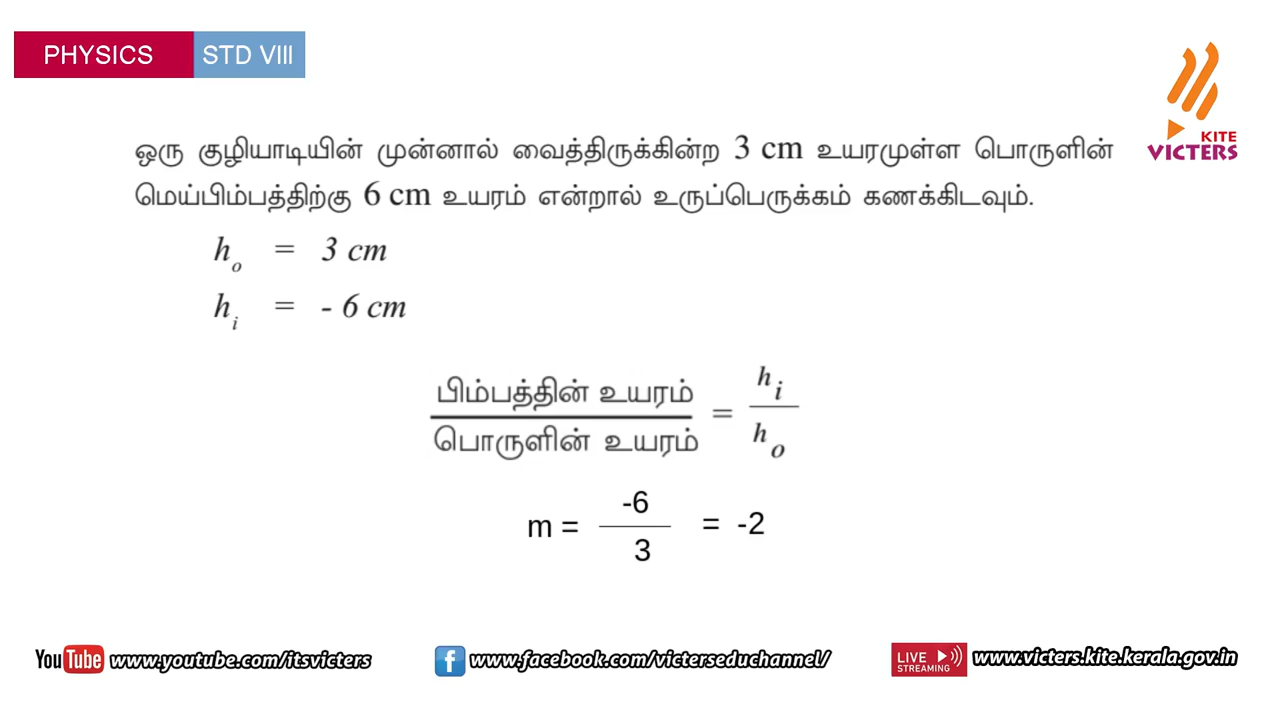 PHYSICS STD VIII
KITE
VICTERS
ஒரு குழியாடியின் முன்னால் வைத்திருக்கின்ற 3 cm உயரமுள்ள பொருளின்
மெய்பிம்பத்திற்கு 6 cm உயரம் என்றால் உருப்பெருக்கம் கணக்கிடவும்.
hₒ = 3 cm
hᵢ = - 6 cm
பிம்பத்தின் உயரம் / பொருளின் உயரம் = hᵢ / hₒ
m = -6 / 3 = -2
YouTube www.youtube.com/itsvicters
f www.facebook.com/victerseduchannel/
LIVE STREAMING www.victers.kite.kerala.gov.in